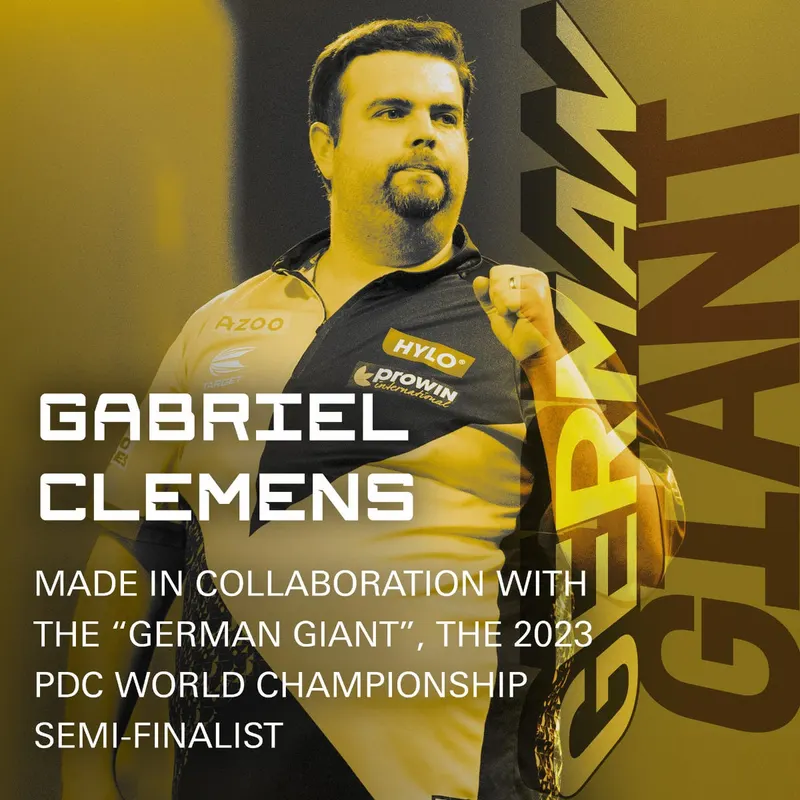 AZOO
TARGET
HYLO®
prowin
international
GABRIEL
CLEMENS
MADE IN COLLABORATION WITH
THE “GERMAN GIANT”, THE 2023
PDC WORLD CHAMPIONSHIP
SEMI-FINALIST
GERMAN
GIANT